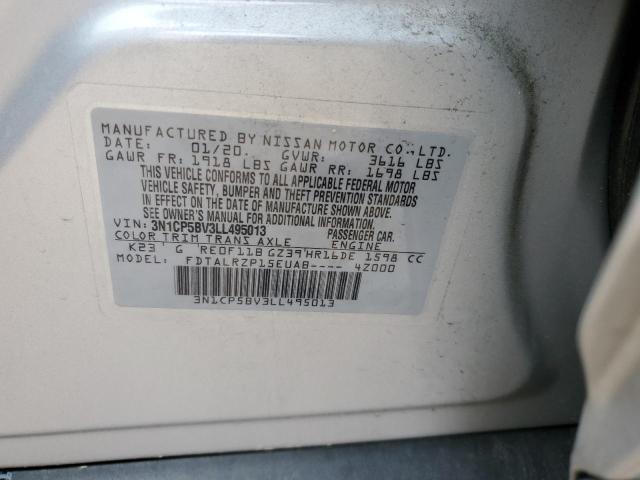 MANUFACTURED BY NISSAN MOTOR CO., LTD.
DATE: 01/20 GVWR: 3616 LBS
GAWR FR: 1918 LBS GAWR RR: 1698 LBS
THIS VEHICLE CONFORMS TO ALL APPLICABLE FEDERAL MOTOR
VEHICLE SAFETY, BUMPER AND THEFT PREVENTION STANDARDS
IN EFFECT ON THE DATE OF MANUFACTURE SHOWN ABOVE.
SEE OWNER'S MANUAL FOR ADDITIONAL INFORMATION.
VIN: 3N1CP5BV3LL495013 PASSENGER CAR
COLOR TRIM TRANS AXLE ENGINE
K23 G RE0F11B GZ39 HR16DE 1598 CC
MODEL: FDTALRZP15EUAB---- 4Z000
3N1CP5BV3LL495013